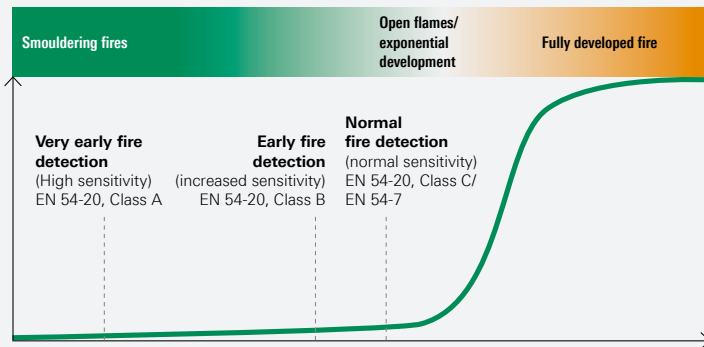 Smouldering fires
Open flames/
exponential
development
Fully developed fire
Very early fire
detection
(High sensitivity)
EN 54-20, Class A
Early fire
detection
(increased sensitivity)
EN 54-20, Class B
Normal
fire detection
(normal sensitivity)
EN 54-20, Class C/
EN 54-7